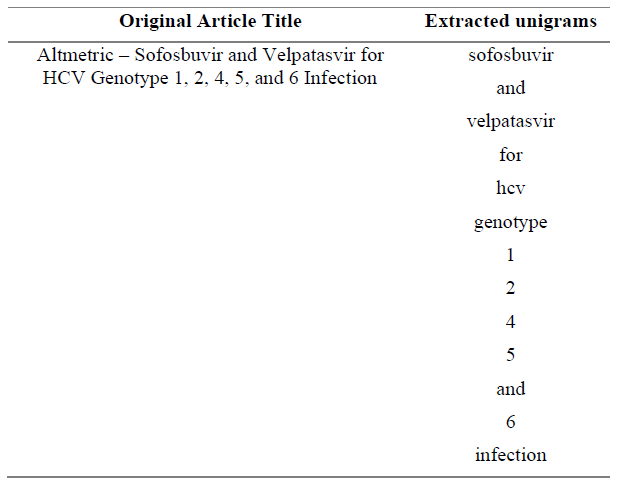 Original Article Title Extracted unigrams
Altmetric – Sofosbuvir and Velpatasvir for sofosbuvir
HCV Genotype 1, 2, 4, 5, and 6 Infection
and
velpatasvir
for
hcv
genotype
1
2
4
5
and
6
infection